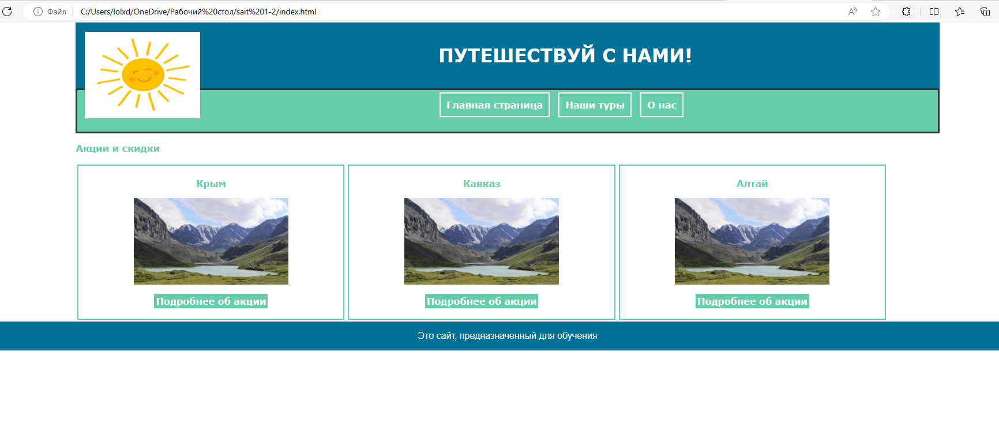 Файл C:/Users/lolxd/OneDrive/Рабочий%20стол/sait%201-2/index.html
ПУТЕШЕСТВУЙ С НАМИ!
Главная страница Наши туры О нас
Акции и скидки
Крым Кавказ Алтай
Подробнее об акции Подробнее об акции Подробнее об акции
Это сайт, предназначенный для обучения